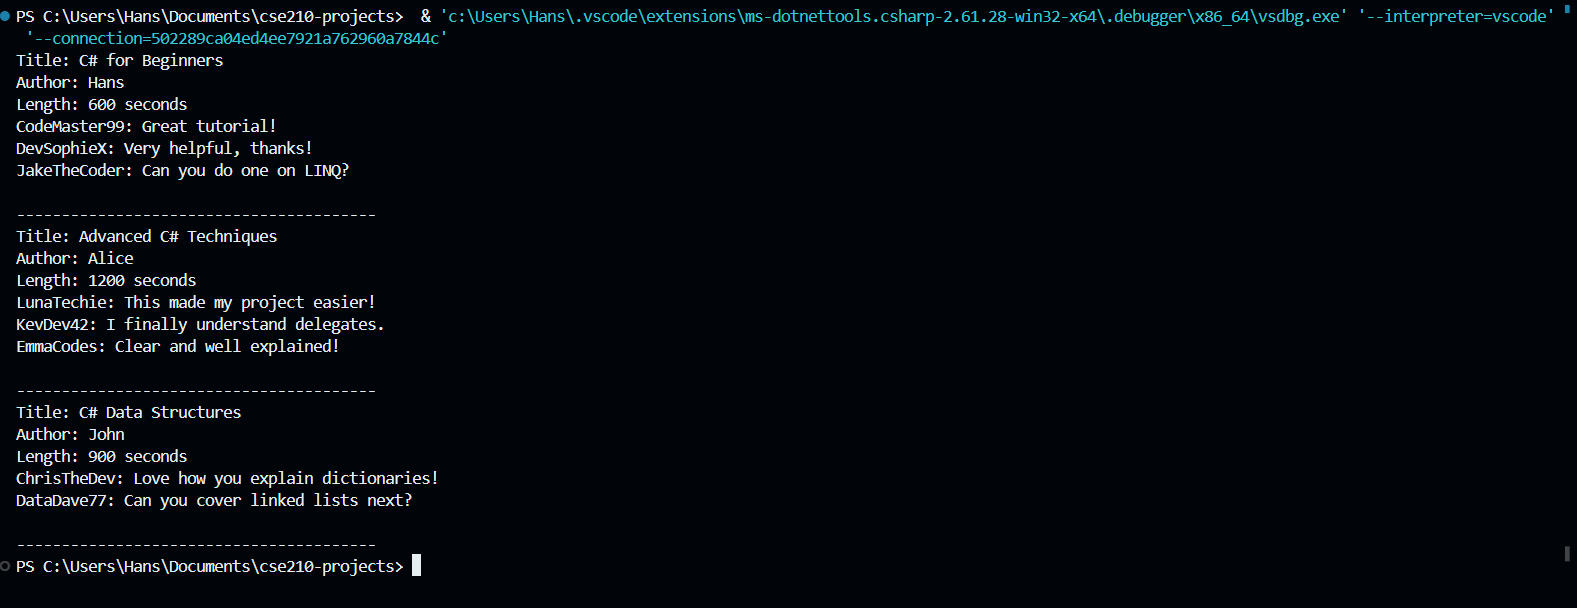 PS C:\Users\Hans\Documents\cse210-projects>  & 'c:\Users\Hans\.vscode\extensions\ms-dotnettools.csharp-2.61.28-win32-x64\.debugger\x86_64\vsdbg.exe' '--interpreter=vscode'
'--connection=502289ca04ed4ee7921a762960a7844c'
Title: C# for Beginners
Author: Hans
Length: 600 seconds
CodeMaster99: Great tutorial!
DevSophieX: Very helpful, thanks!
JakeTheCoder: Can you do one on LINQ?
----------------------------------------
Title: Advanced C# Techniques
Author: Alice
Length: 1200 seconds
LunaTechie: This made my project easier!
KevDev42: I finally understand delegates.
EmmaCodes: Clear and well explained!
----------------------------------------
Title: C# Data Structures
Author: John
Length: 900 seconds
ChrisTheDev: Love how you explain dictionaries!
DataDave77: Can you cover linked lists next?
----------------------------------------
PS C:\Users\Hans\Documents\cse210-projects>